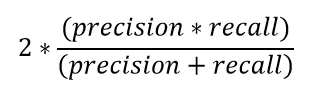 2 * (precision * recall) / (precision + recall)